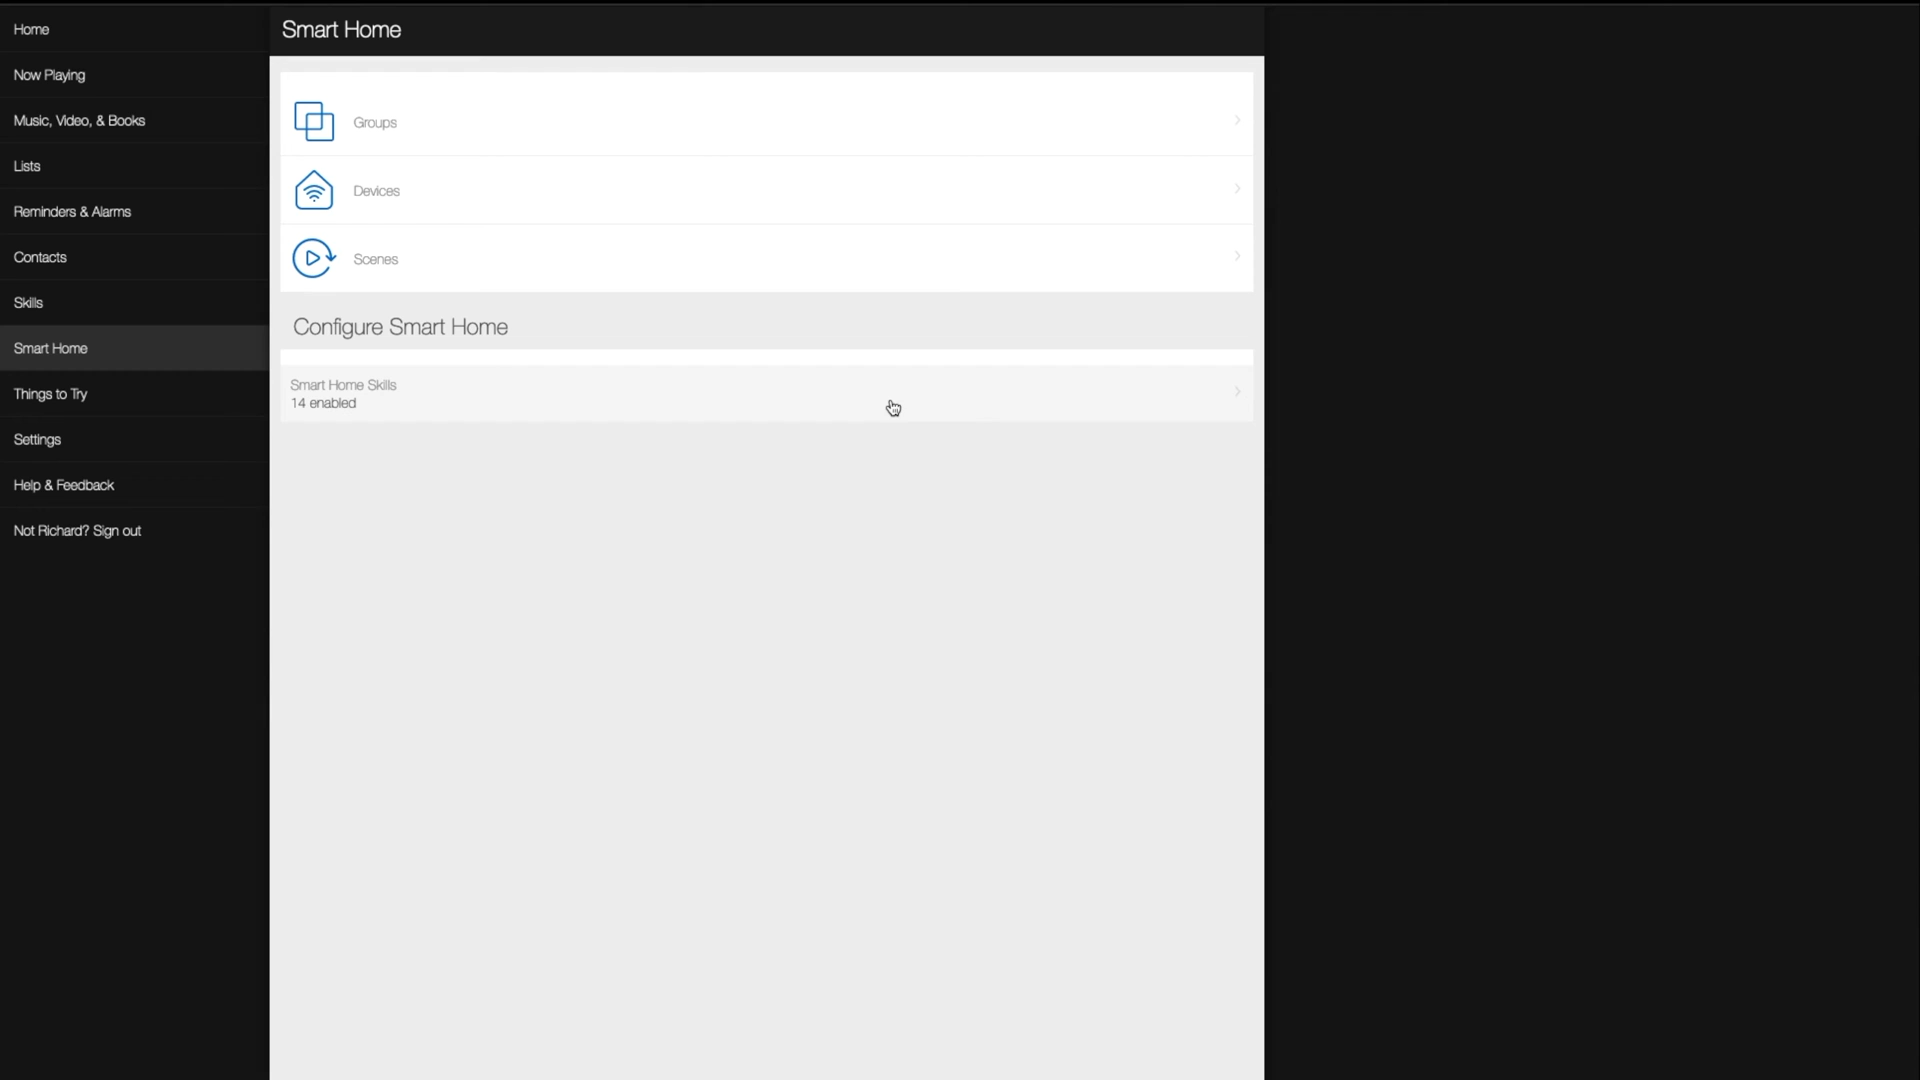 Home
Now Playing
Music, Video, & Books
Lists
Reminders & Alarms
Contacts
Skills
Smart Home
Things to Try
Settings
Help & Feedback
Not Richard? Sign out
Smart Home
Groups
Devices
Scenes
Configure Smart Home
Smart Home Skills
14 enabled